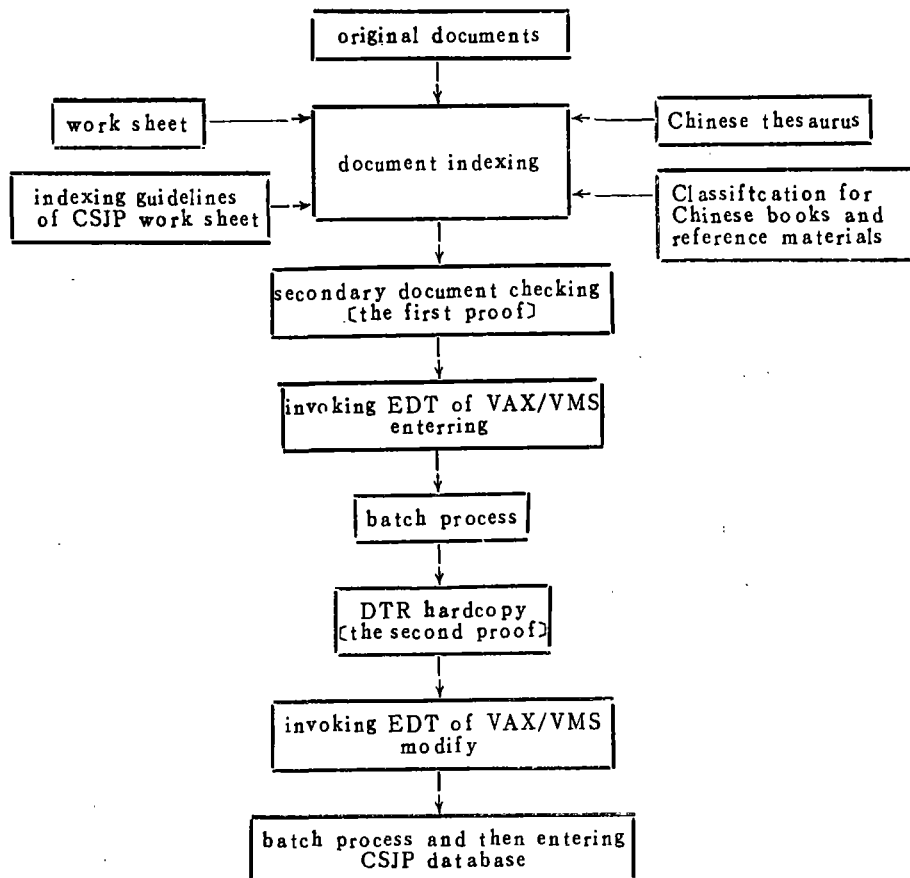 original documents
work sheet
Chinese thesaurus
document indexing
indexing guidelines
of CSJP work sheet
Classiftcation for
Chinese books and
reference materials
secondary document checking
[the first proof]
invoking EDT of VAX/VMS
enterring
batch process
DTR hardcopy
[the second proof]
invoking EDT of VAX/VMS
modify
batch process and then entering
CSJP database